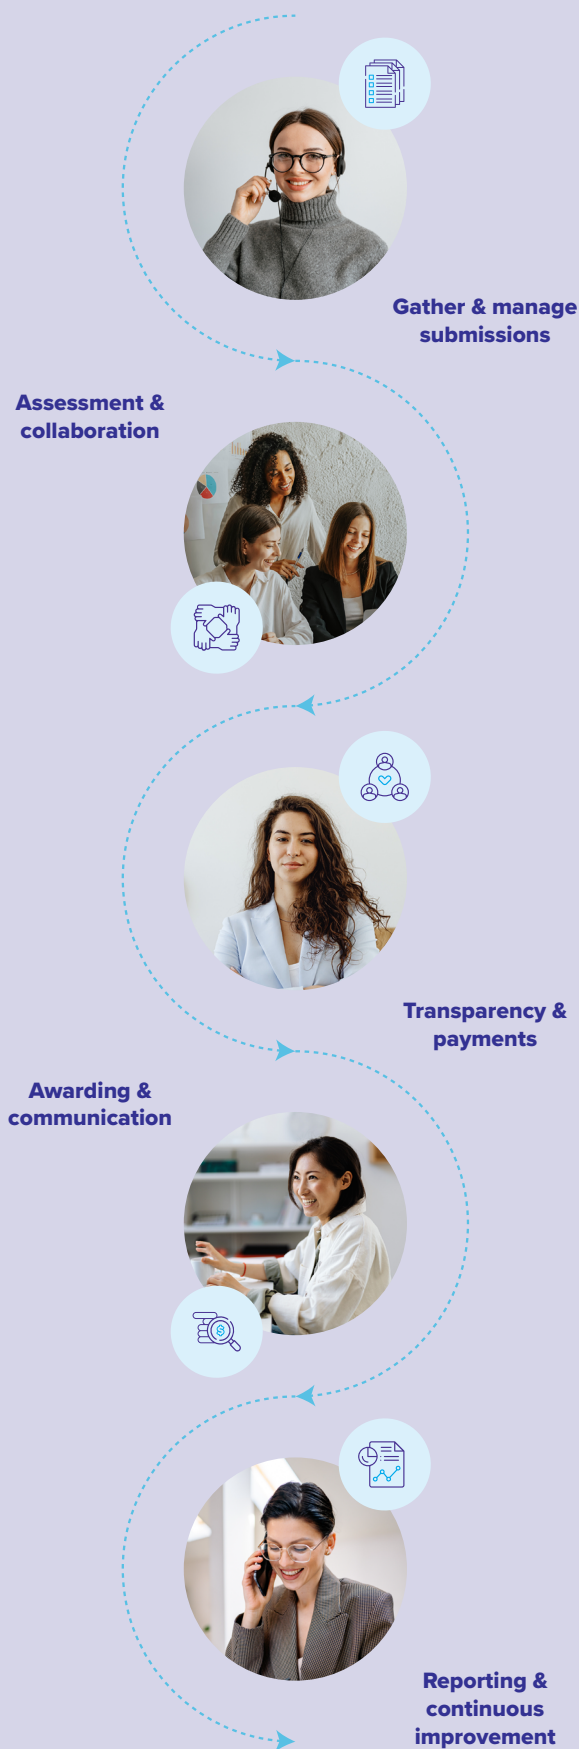 Gather & manage
submissions
Assessment &
collaboration
Transparency &
payments
Awarding &
communication
Reporting &
continuous
improvement